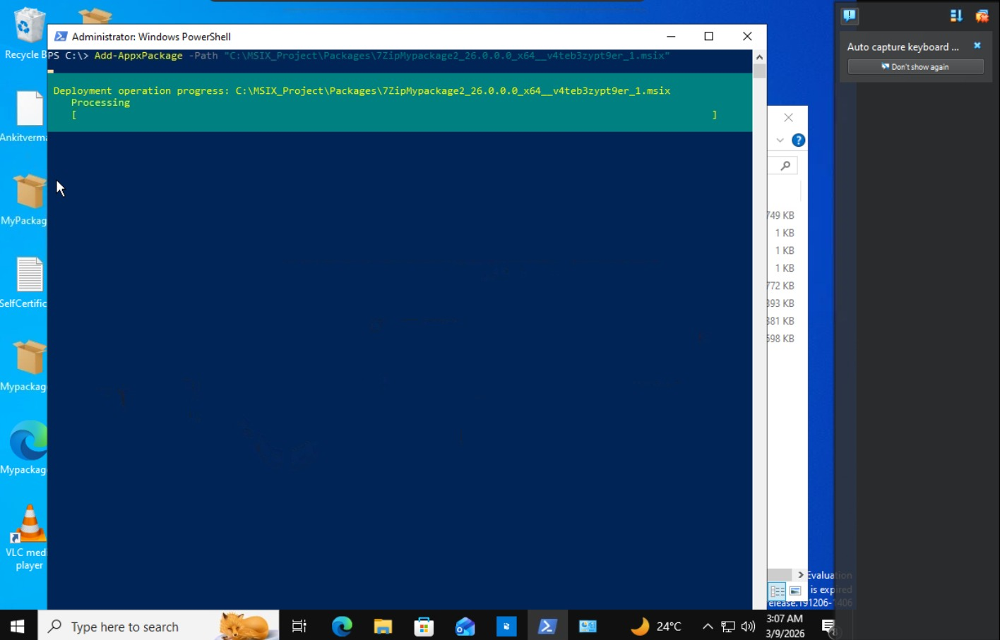 Recycle B
Administrator: Windows PowerShell
PS C:\> Add-AppxPackage -Path "C:\MSIX_Project\Packages\7ZipMypackage2_26.0.0.0_x64__v4teb3zypt9er_1.msix"
Deployment operation progress: C:\MSIX_Project\Packages\7ZipMypackage2_26.0.0.0_x64__v4teb3zypt9er_1.msix
Processing
[ ]
Auto capture keyboard ...
Don't show again
Ankitverma
MyPackag
SelfCertific
Mypackag
Mypackag
VLC med
player
749 KB
1 KB
1 KB
1 KB
772 KB
393 KB
381 KB
598 KB
Evaluation
is expired
elease.191206-1406
Type here to search
24°C
3:07 AM
3/9/2026